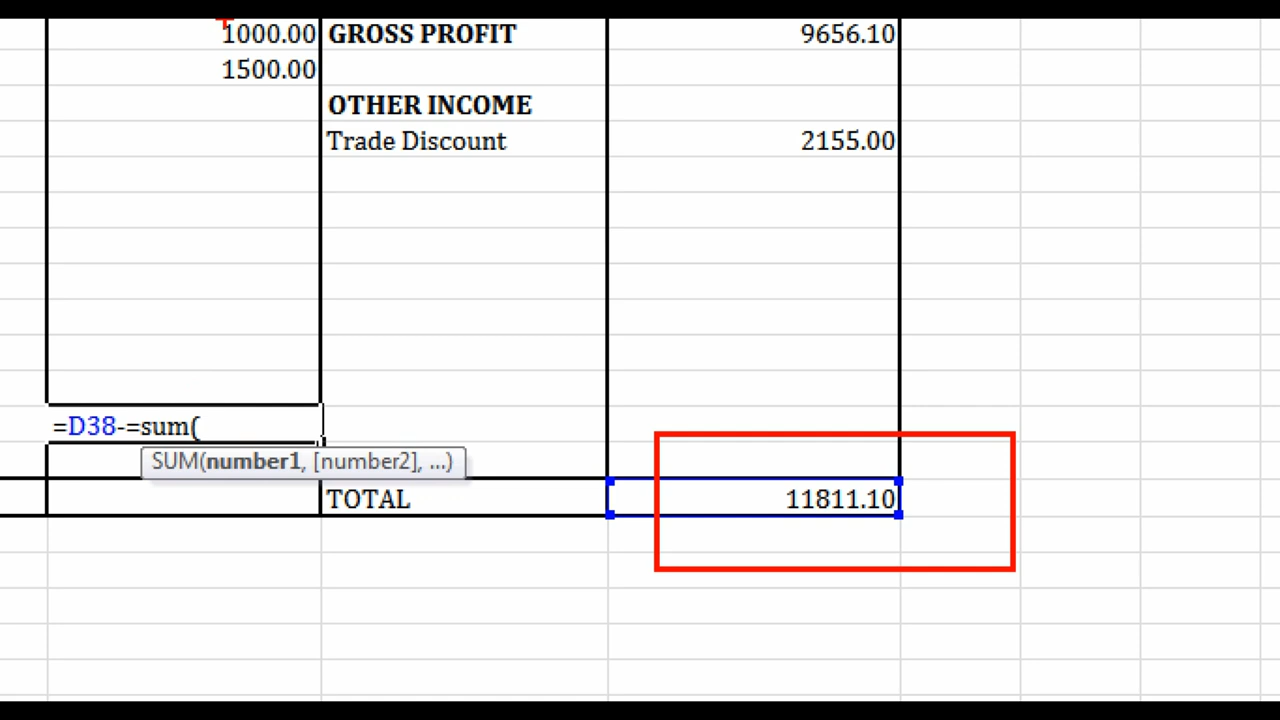 1000.00 GROSS PROFIT 9656.10
1500.00
OTHER INCOME
Trade Discount 2155.00
=D38-=sum(
SUM(number1, [number2], ...)
TOTAL 11811.10